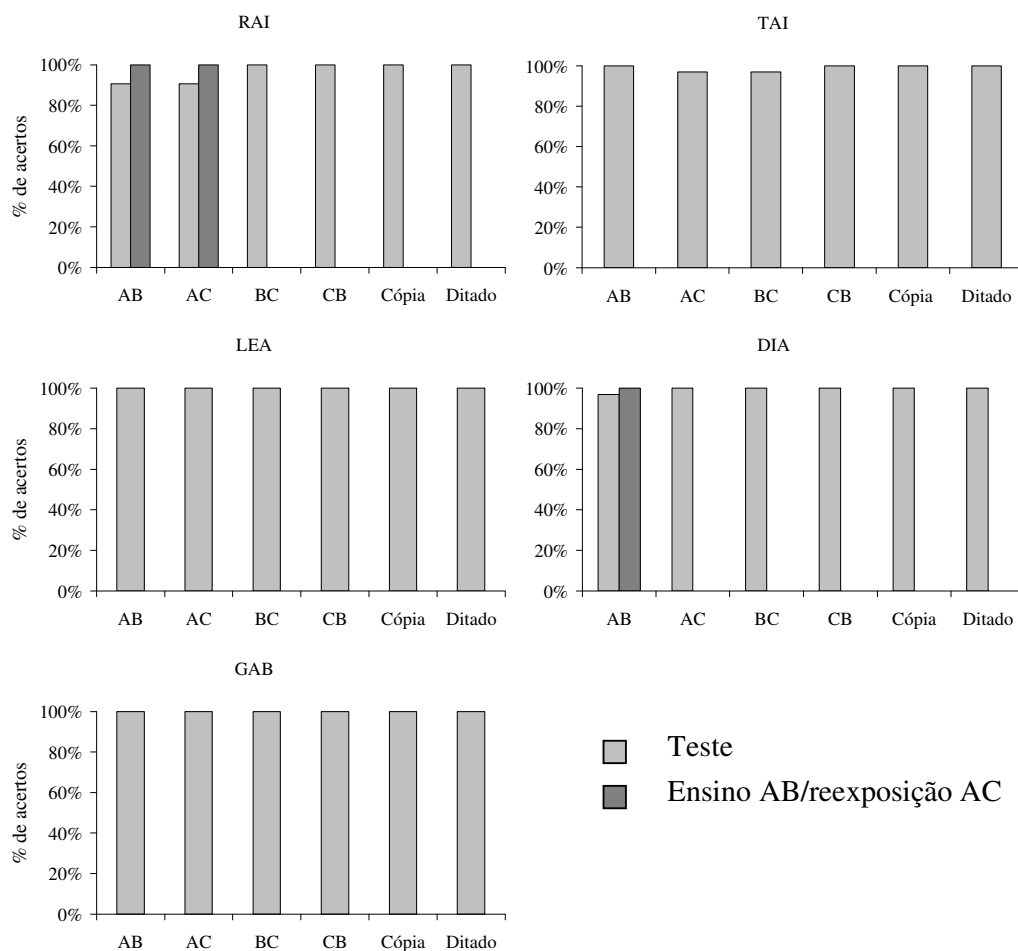 RAI
% de acertos
100%
80%
60%
40%
20%
0%
AB AC BC CB Cópia Ditado
TAI
100%
80%
60%
40%
20%
0%
AB AC BC CB Cópia Ditado
LEA
% de acertos
100%
80%
60%
40%
20%
0%
AB AC BC CB Cópia Ditado
DIA
100%
80%
60%
40%
20%
0%
AB AC BC CB Cópia Ditado
GAB
% de acertos
100%
80%
60%
40%
20%
0%
AB AC BC CB Cópia Ditado
Teste
Ensino AB/reexposição AC